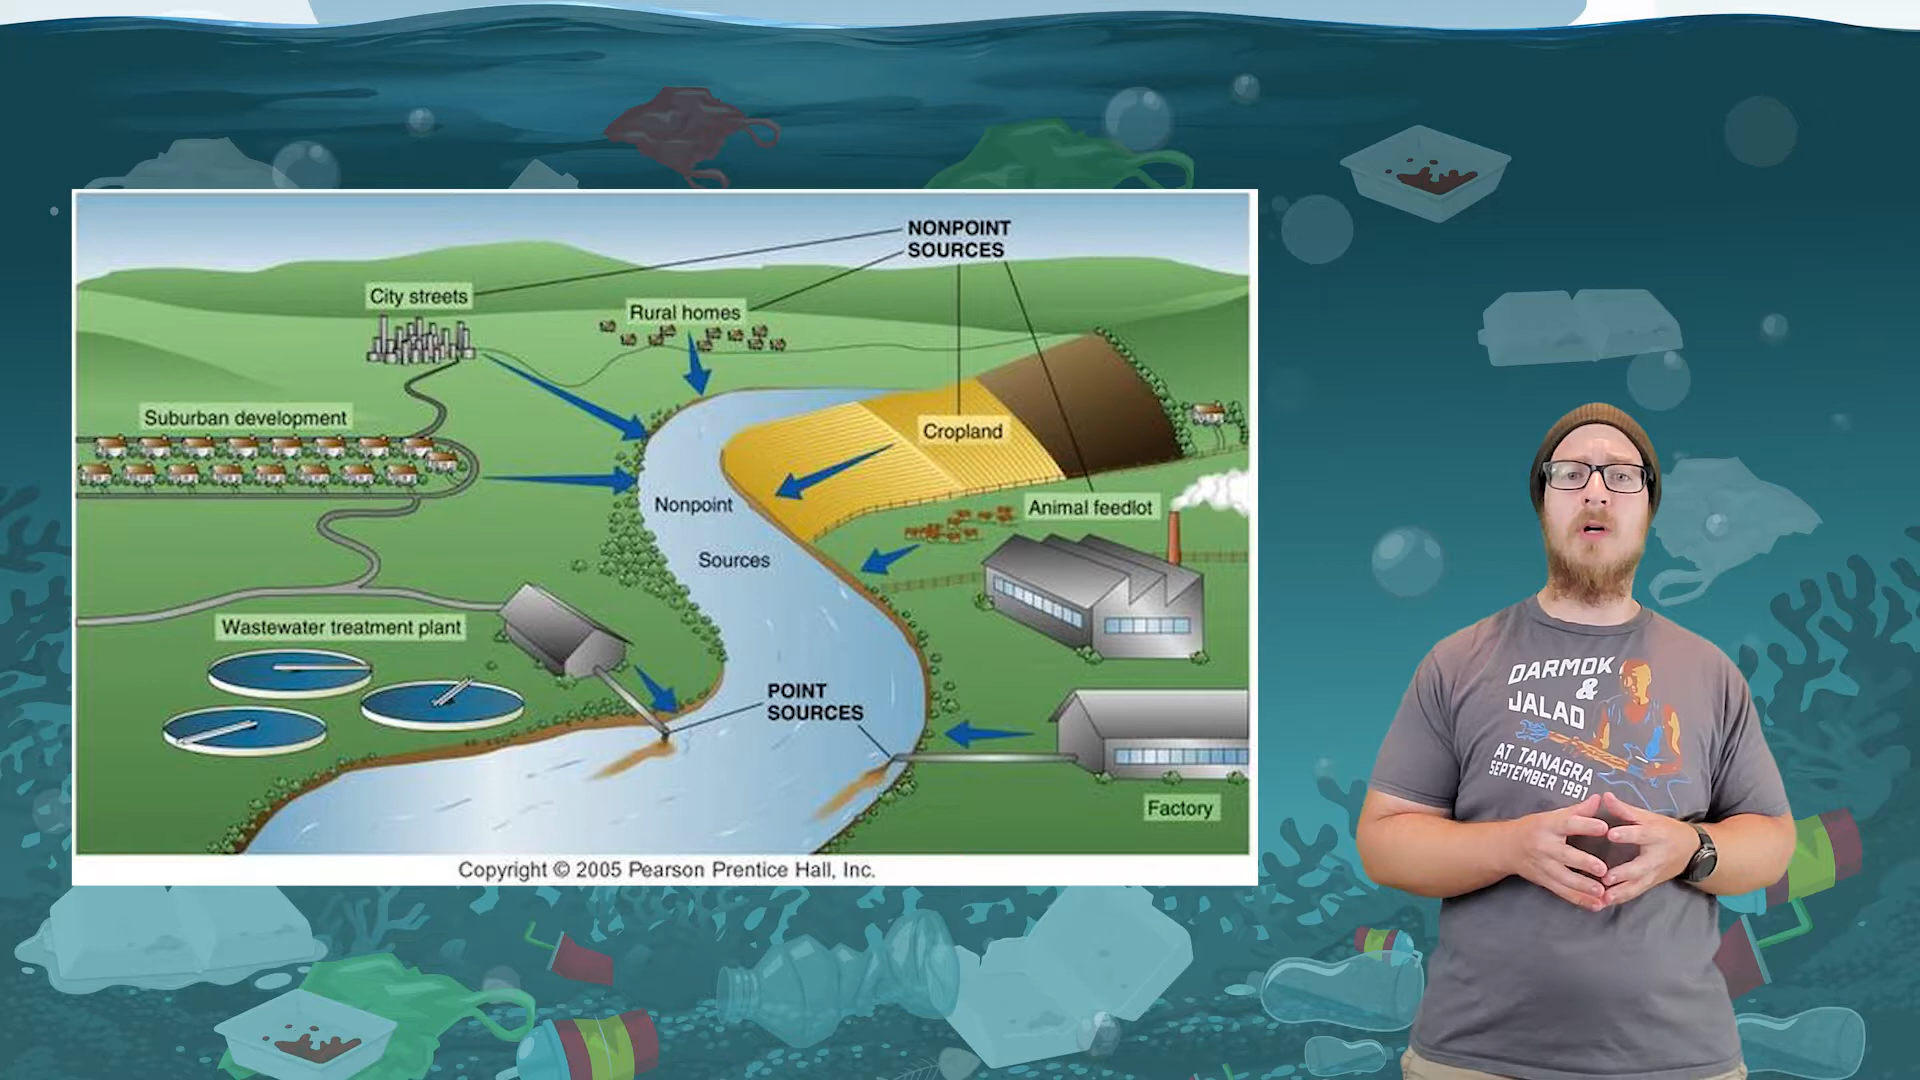 NONPOINT
SOURCES
City streets
Rural homes
Suburban development
Cropland
Nonpoint
Sources
Animal feedlot
Wastewater treatment plant
POINT
SOURCES
Factory
Copyright © 2005 Pearson Prentice Hall, Inc.
DARMOK
&
JALAD
AT TANAGRA
SEPTEMBER 1991